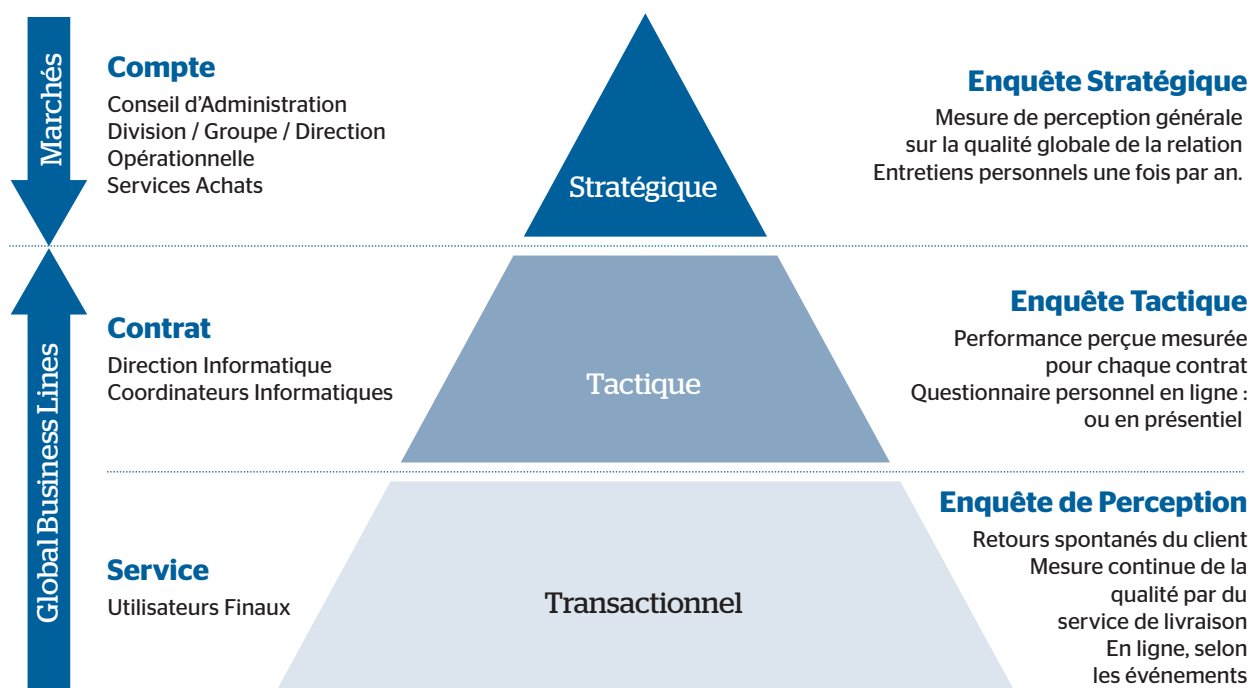 Marchés
Compte
Conseil d'Administration
Division / Groupe / Direction
Opérationnelle
Services Achats
Stratégique
Enquête Stratégique
Mesure de perception générale
sur la qualité globale de la relation
Entretiens personnels une fois par an.
Global Business Lines
Contrat
Direction Informatique
Coordinateurs Informatiques
Tactique
Enquête Tactique
Performance perçue mesurée
pour chaque contrat
Questionnaire personnel en ligne :
ou en présentiel
Service
Utilisateurs Finaux
Transactionnel
Enquête de Perception
Retours spontanés du client
Mesure continue de la
qualité par du
service de livraison
En ligne, selon
les événements